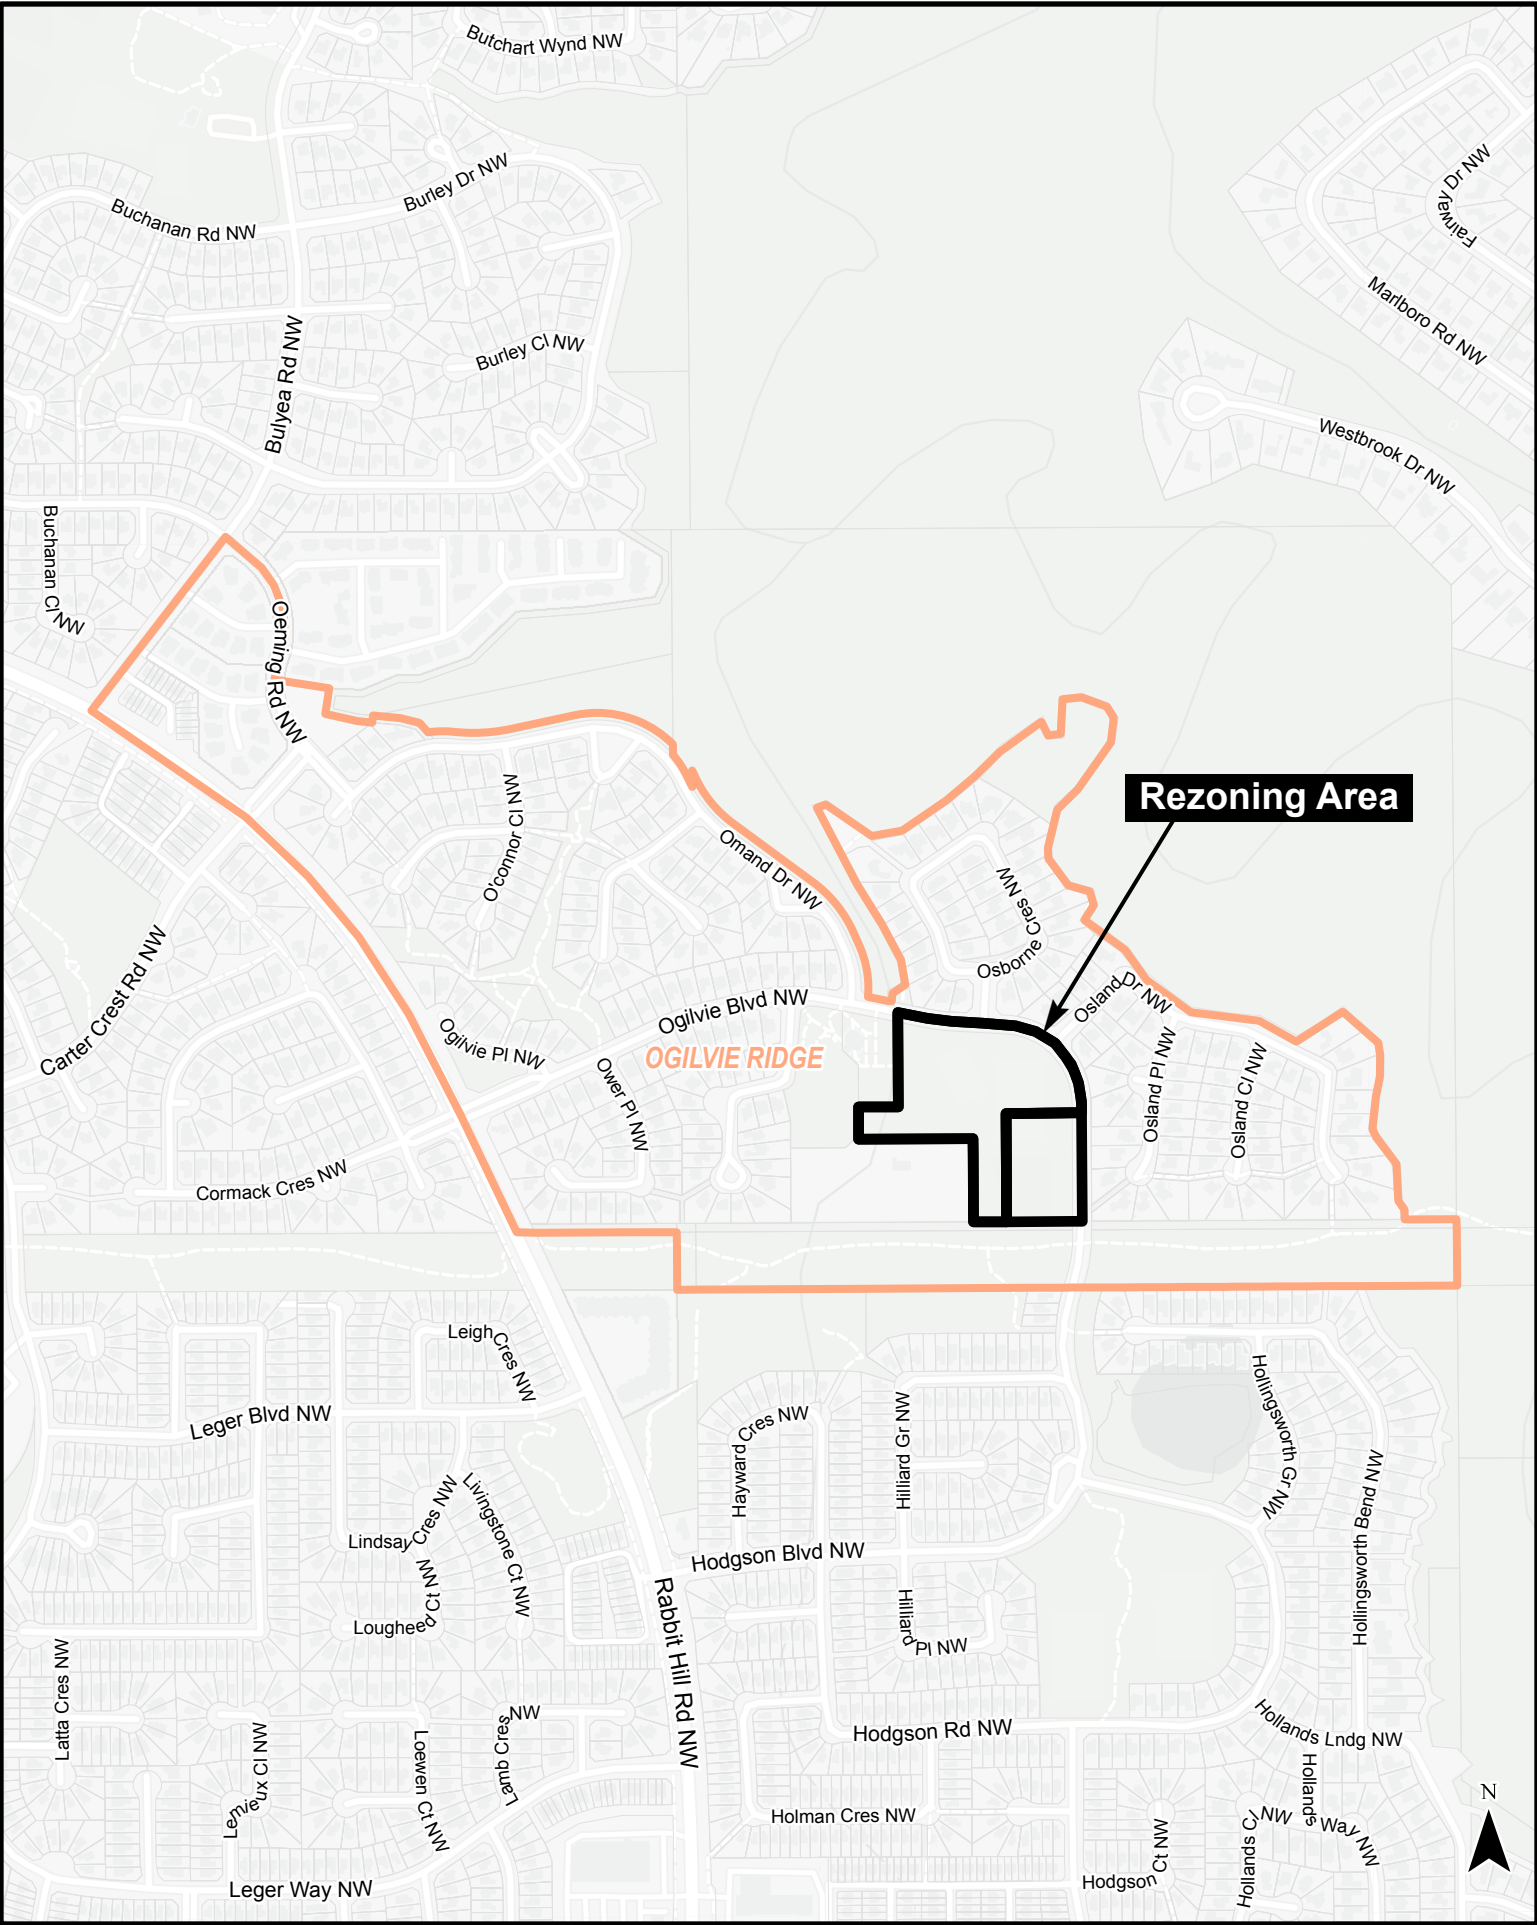 Butchart Wynd NW
Burley Dr NW
Fairway Dr NW
Buchanan Rd NW
Marlboro Rd NW
Burley Cl NW
Bulyea Rd NW
Westbrook Dr NW
Buchanan Cl NW
Oeming Rd NW
Rezoning Area
O'connor Cl NW
Omand Dr NW
Osborne Cres NW
Carter Crest Rd NW
Osland Dr NW
Ogilvie Blvd NW
Ogilvie Pl NW
OGILVIE RIDGE
Ower Pl NW
Osland Pl NW
Osland Cl NW
Cormack Cres NW
Leigh Cres NW
Leger Blvd NW
Hayward Cres NW
Hilliard Gr NW
Hollingsworth Gr NW
Hollingsworth Bend NW
Lindsay Cres NW
Livingstone Ct NW
Hodgson Blvd NW
Lougheed Ct NW
Hilliard Pl NW
Rabbit Hill Rd NW
Latta Cres NW
Lemieux Cl NW
Loewen Ct NW
Lamb Cres NW
Hodgson Rd NW
Hollands Lndg NW
Holman Cres NW
Hollands Way NW
Hollands Cl NW
N
Hodgson Ct NW
Leger Way NW